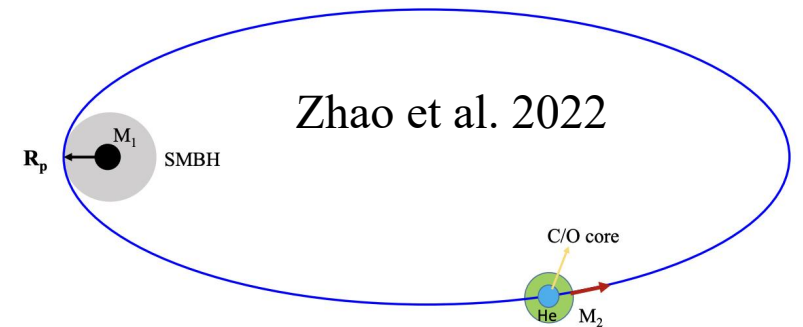 Zhao et al. 2022
M1
Rp
SMBH
C/O core
He
M2